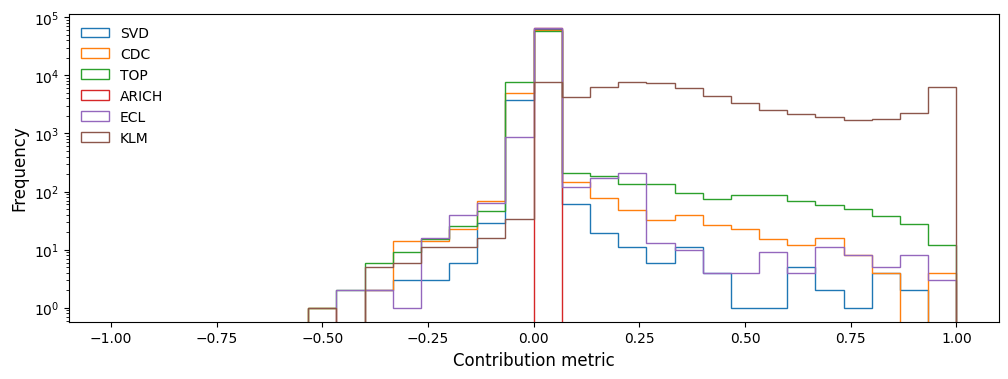 SVD
CDC
TOP
ARICH
ECL
KLM
Frequency
10⁵
10⁴
10³
10²
10¹
10⁰
−1.00 −0.75 −0.50 −0.25 0.00 0.25 0.50 0.75 1.00
Contribution metric